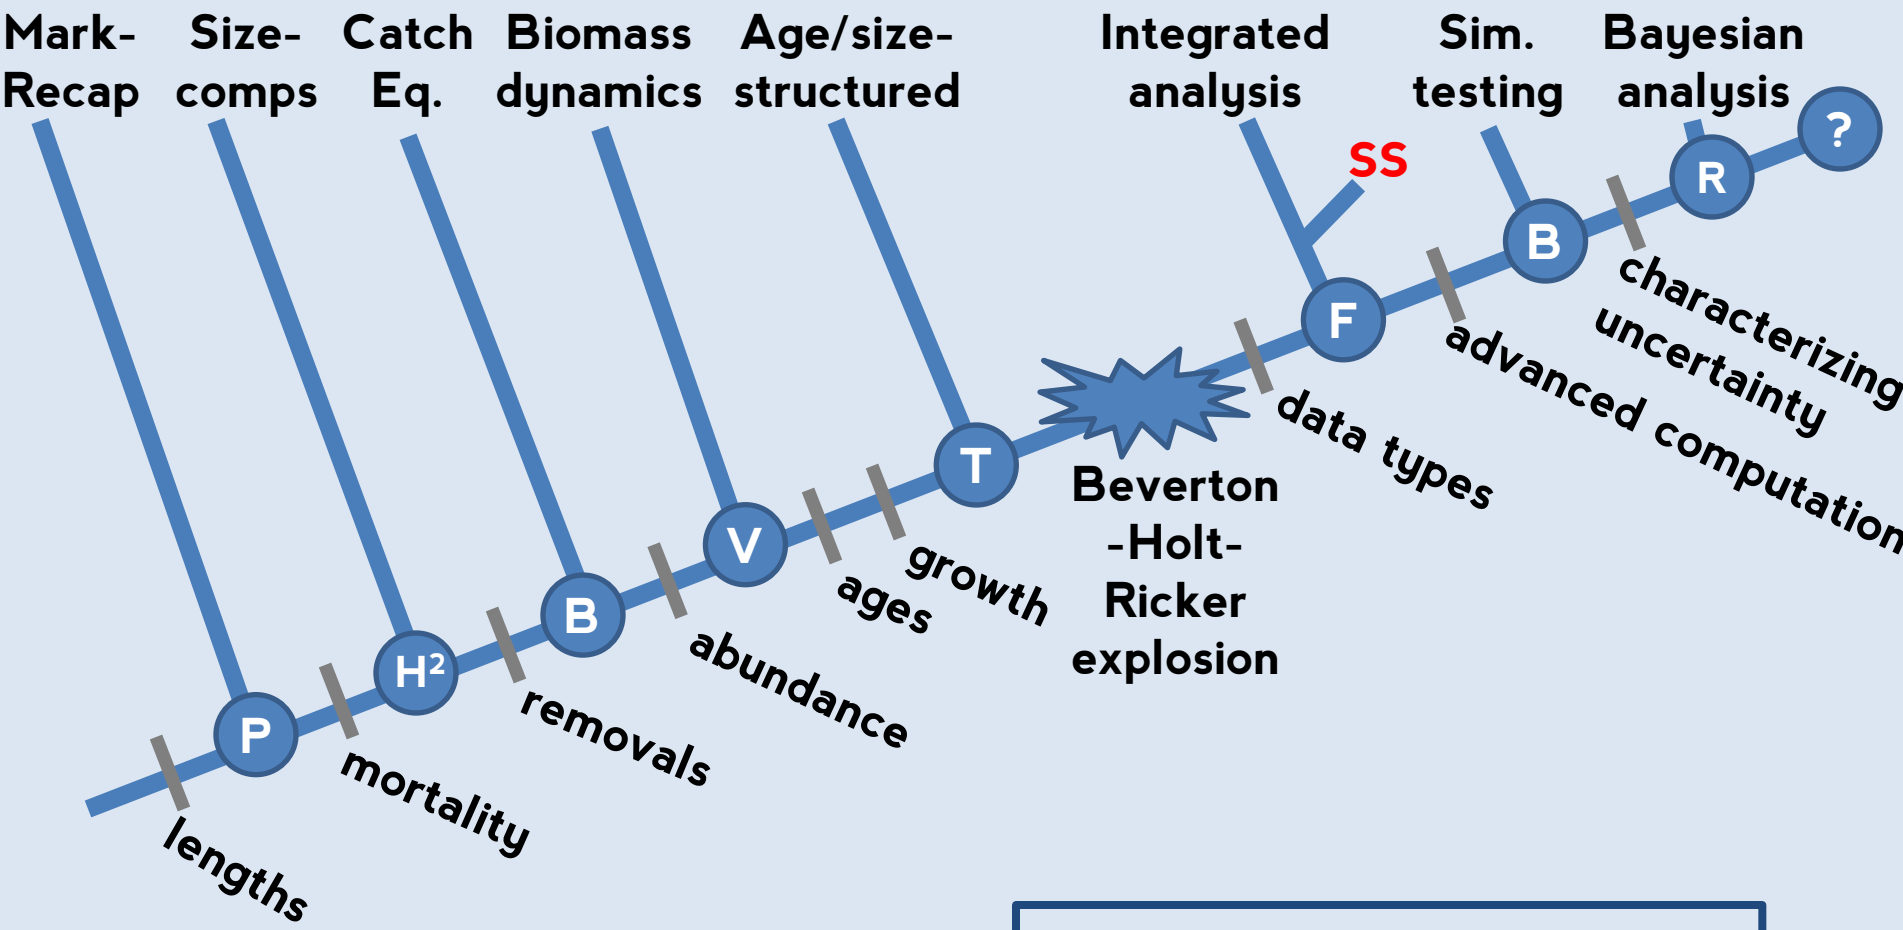 Mark-
Recap
Size-
comps
Catch
Eq.
Biomass
dynamics
Age/size-
structured
Integrated
analysis
SS
Sim.
testing
Bayesian
analysis
?
R
B
F
T
V
B
H²
P
characterizing
uncertainty
advanced computation
data types
Beverton
-Holt-
Ricker
explosion
growth
ages
abundance
removals
mortality
lengths